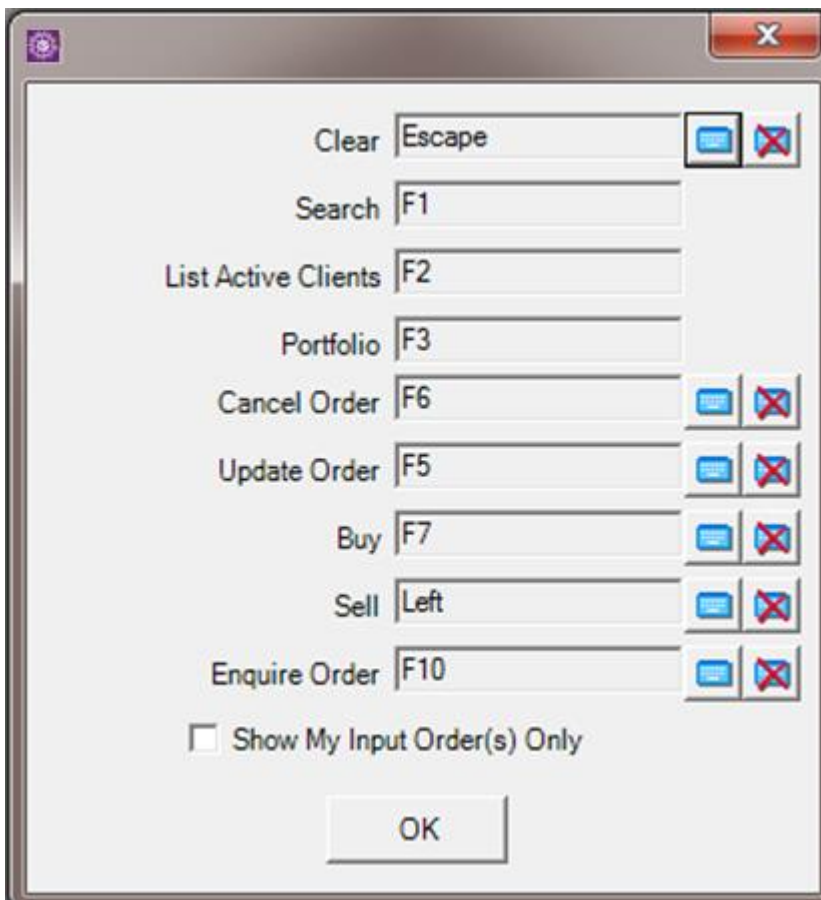 Clear Escape
Search F1
List Active Clients F2
Portfolio F3
Cancel Order F6
Update Order F5
Buy F7
Sell Left
Enquire Order F10
Show My Input Order(s) Only
OK